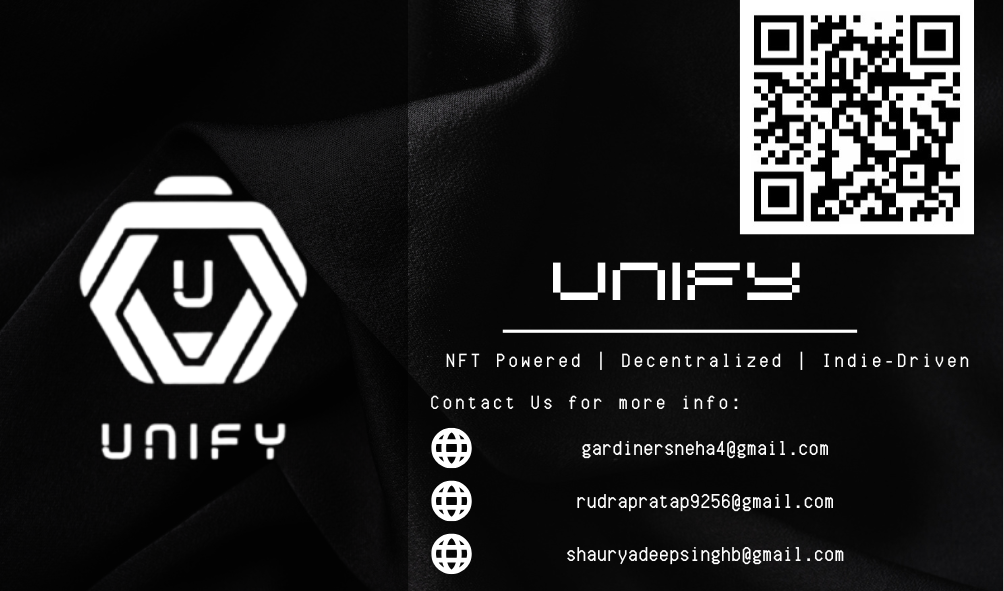 U
UNIFY
UNIFY
NFT Powered | Decentralized | Indie-Driven
Contact Us for more info:
gardinersneha4@gmail.com
rudrapratap9256@gmail.com
shauryadeepsinghb@gmail.com